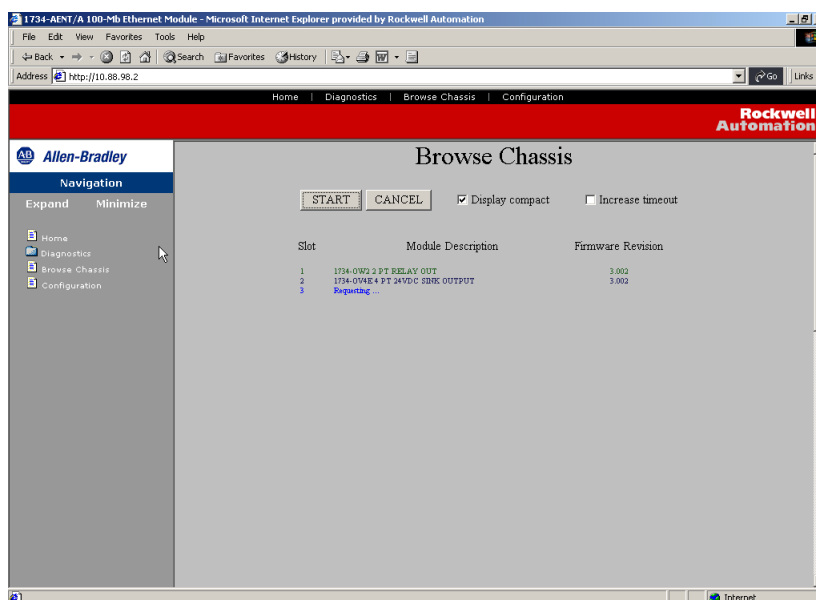 1734-AENT/A 100-Mb Ethernet Module - Microsoft Internet Explorer provided by Rockwell Automation
File Edit View Favorites Tools Help
Back Search Favorites History
Address http://10.88.98.2 Go Links
Home | Diagnostics | Browse Chassis | Configuration
Rockwell
Automation
AB Allen-Bradley
Navigation
Expand Minimize
Home
Diagnostics
Browse Chassis
Configuration
Browse Chassis
START CANCEL Display compact Increase timeout
Slot Module Description Firmware Revision
1 1734-OW2 2 PT RELAY OUT 3.002
2 1734-OV4E 4 PT 24VDC SINK OUTPUT 3.002
3 Requesting ...
Internet